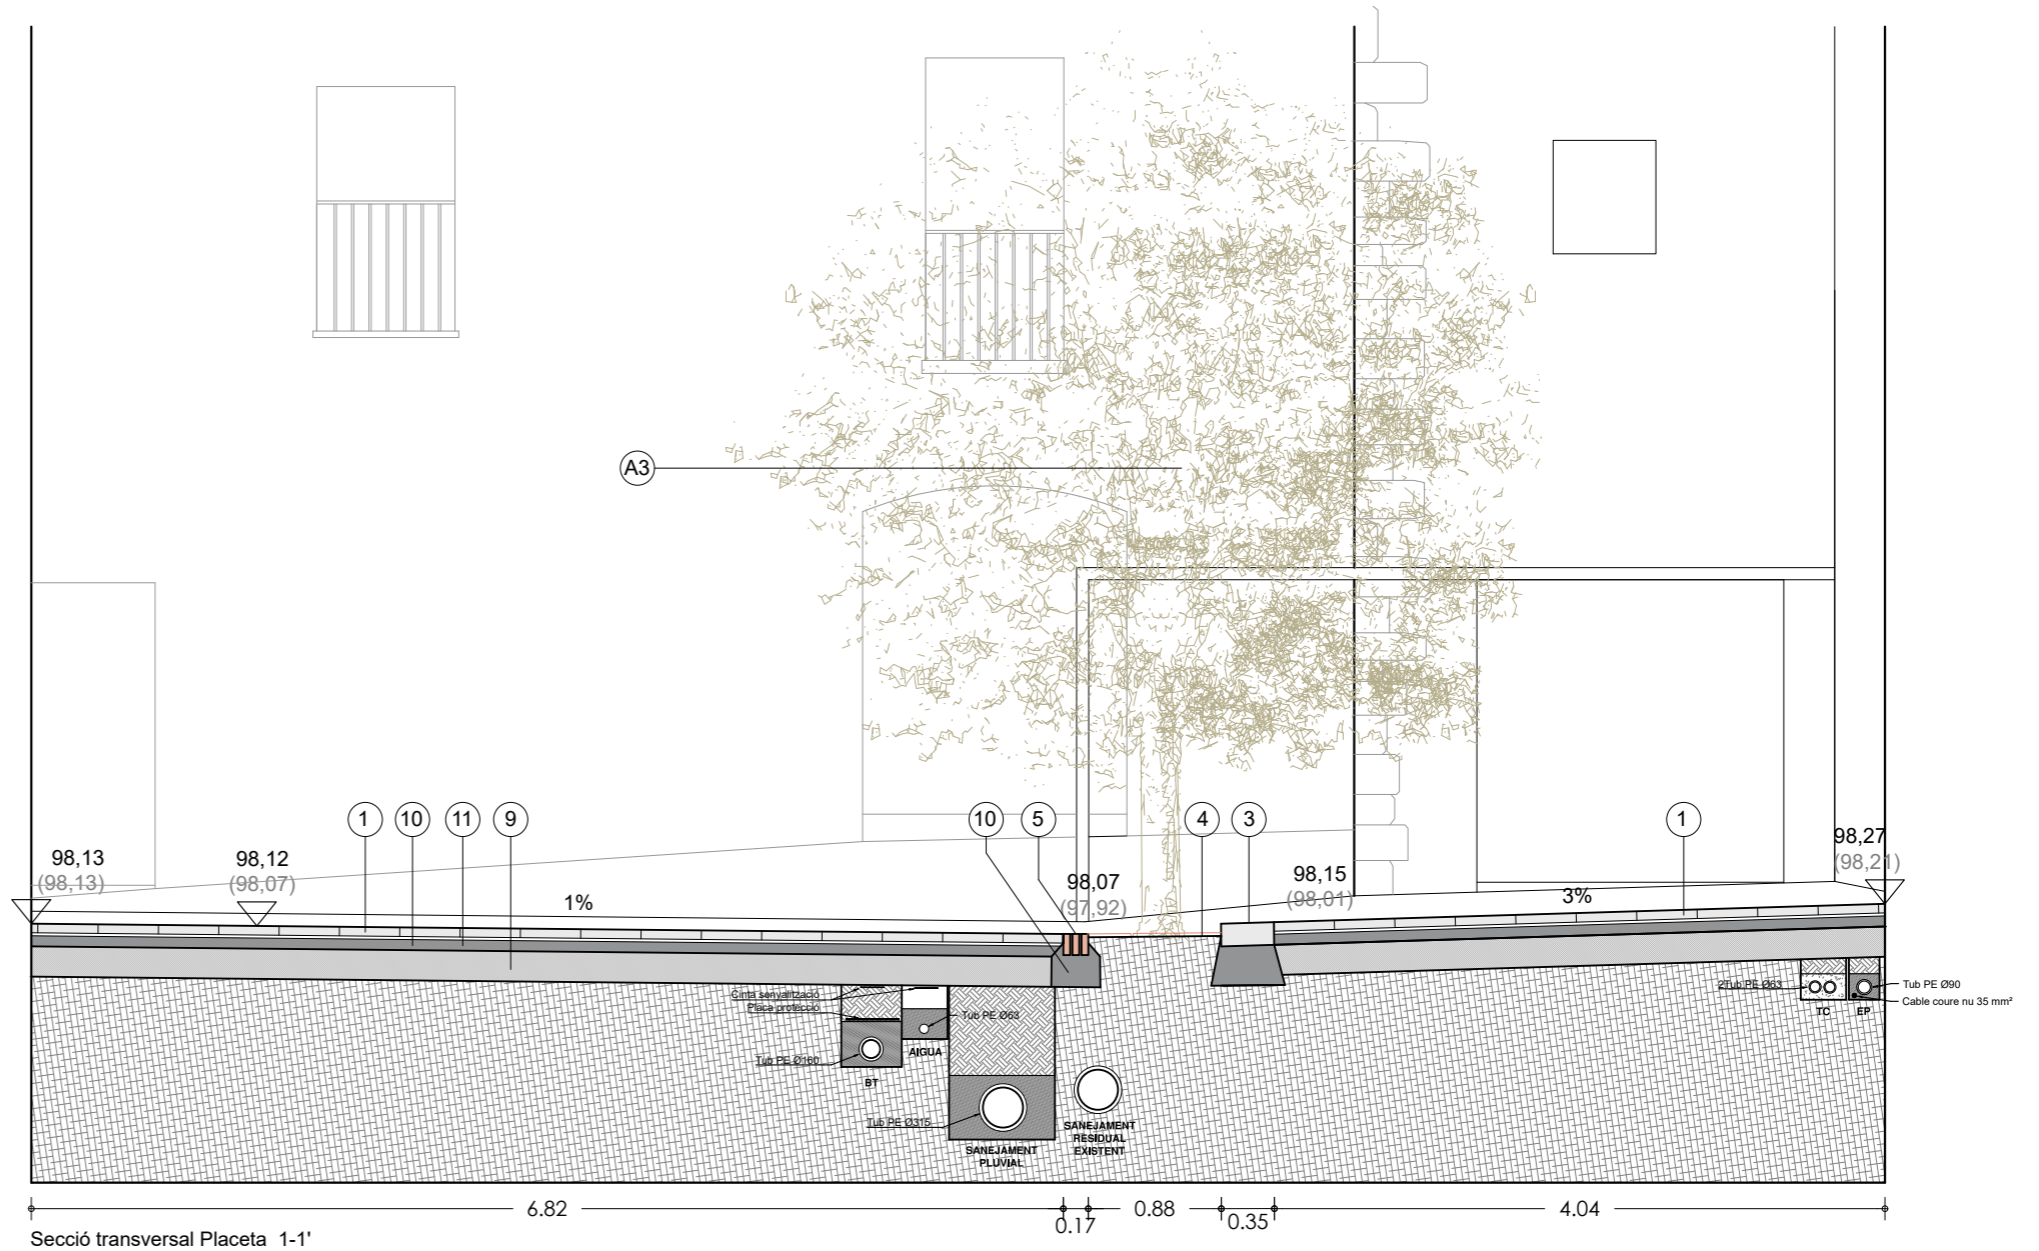 A3
1 10 11 9 10 5 4 3 1
98,13
(98,13)
98,12
(98,07)
1%
98,07
(97,92)
98,15
(98,01)
3%
98,27
(98,21)
Cinta senyalització
Placa protecció
Tub PE Ø160
BT
Tub PE Ø63
AIGUA
Tub PE Ø315
SANEJAMENT
PLUVIAL
SANEJAMENT
RESIDUAL
EXISTENT
2Tub PE Ø63
TC
EP
Tub PE Ø90
Cable coure nu 35 mm²
6.82 0.17 0.88 0.35 4.04
Secció transversal Placeta 1-1'